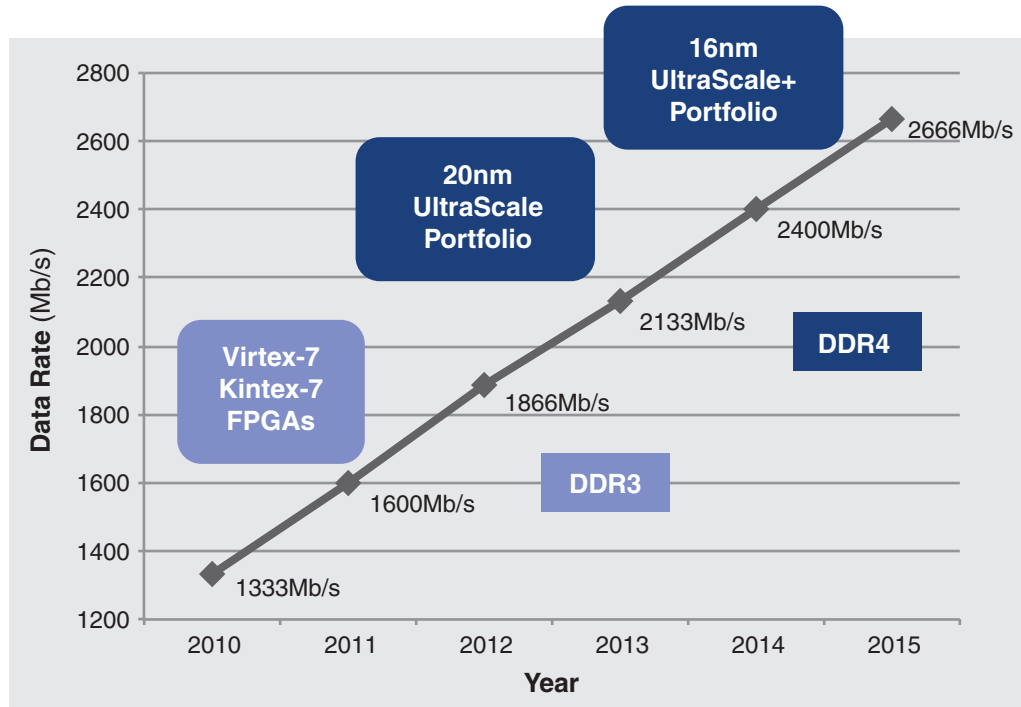 16nm
UltraScale+
Portfolio
2800
2600
2666Mb/s
20nm
UltraScale
Portfolio
2400
2400Mb/s
2200
2133Mb/s
Data Rate (Mb/s)
2000
DDR4
Virtex-7
Kintex-7
FPGAs
1866Mb/s
1800
1600
DDR3
1600Mb/s
1400
1333Mb/s
1200
2010 2011 2012 2013 2014 2015
Year